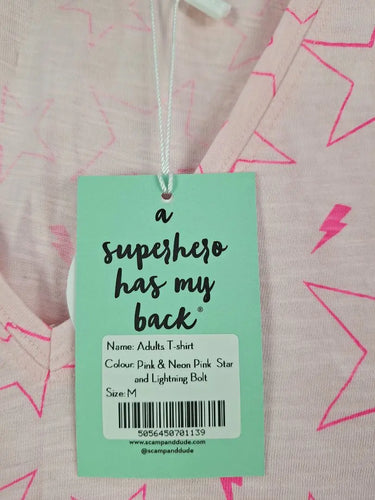 a
superhero
has my
back®
Name: Adults T-shirt
Colour: Pink & Neon Pink Star
and Lightning Bolt
Size: M
5056450701139
www.scampanddude.com
@scampanddude